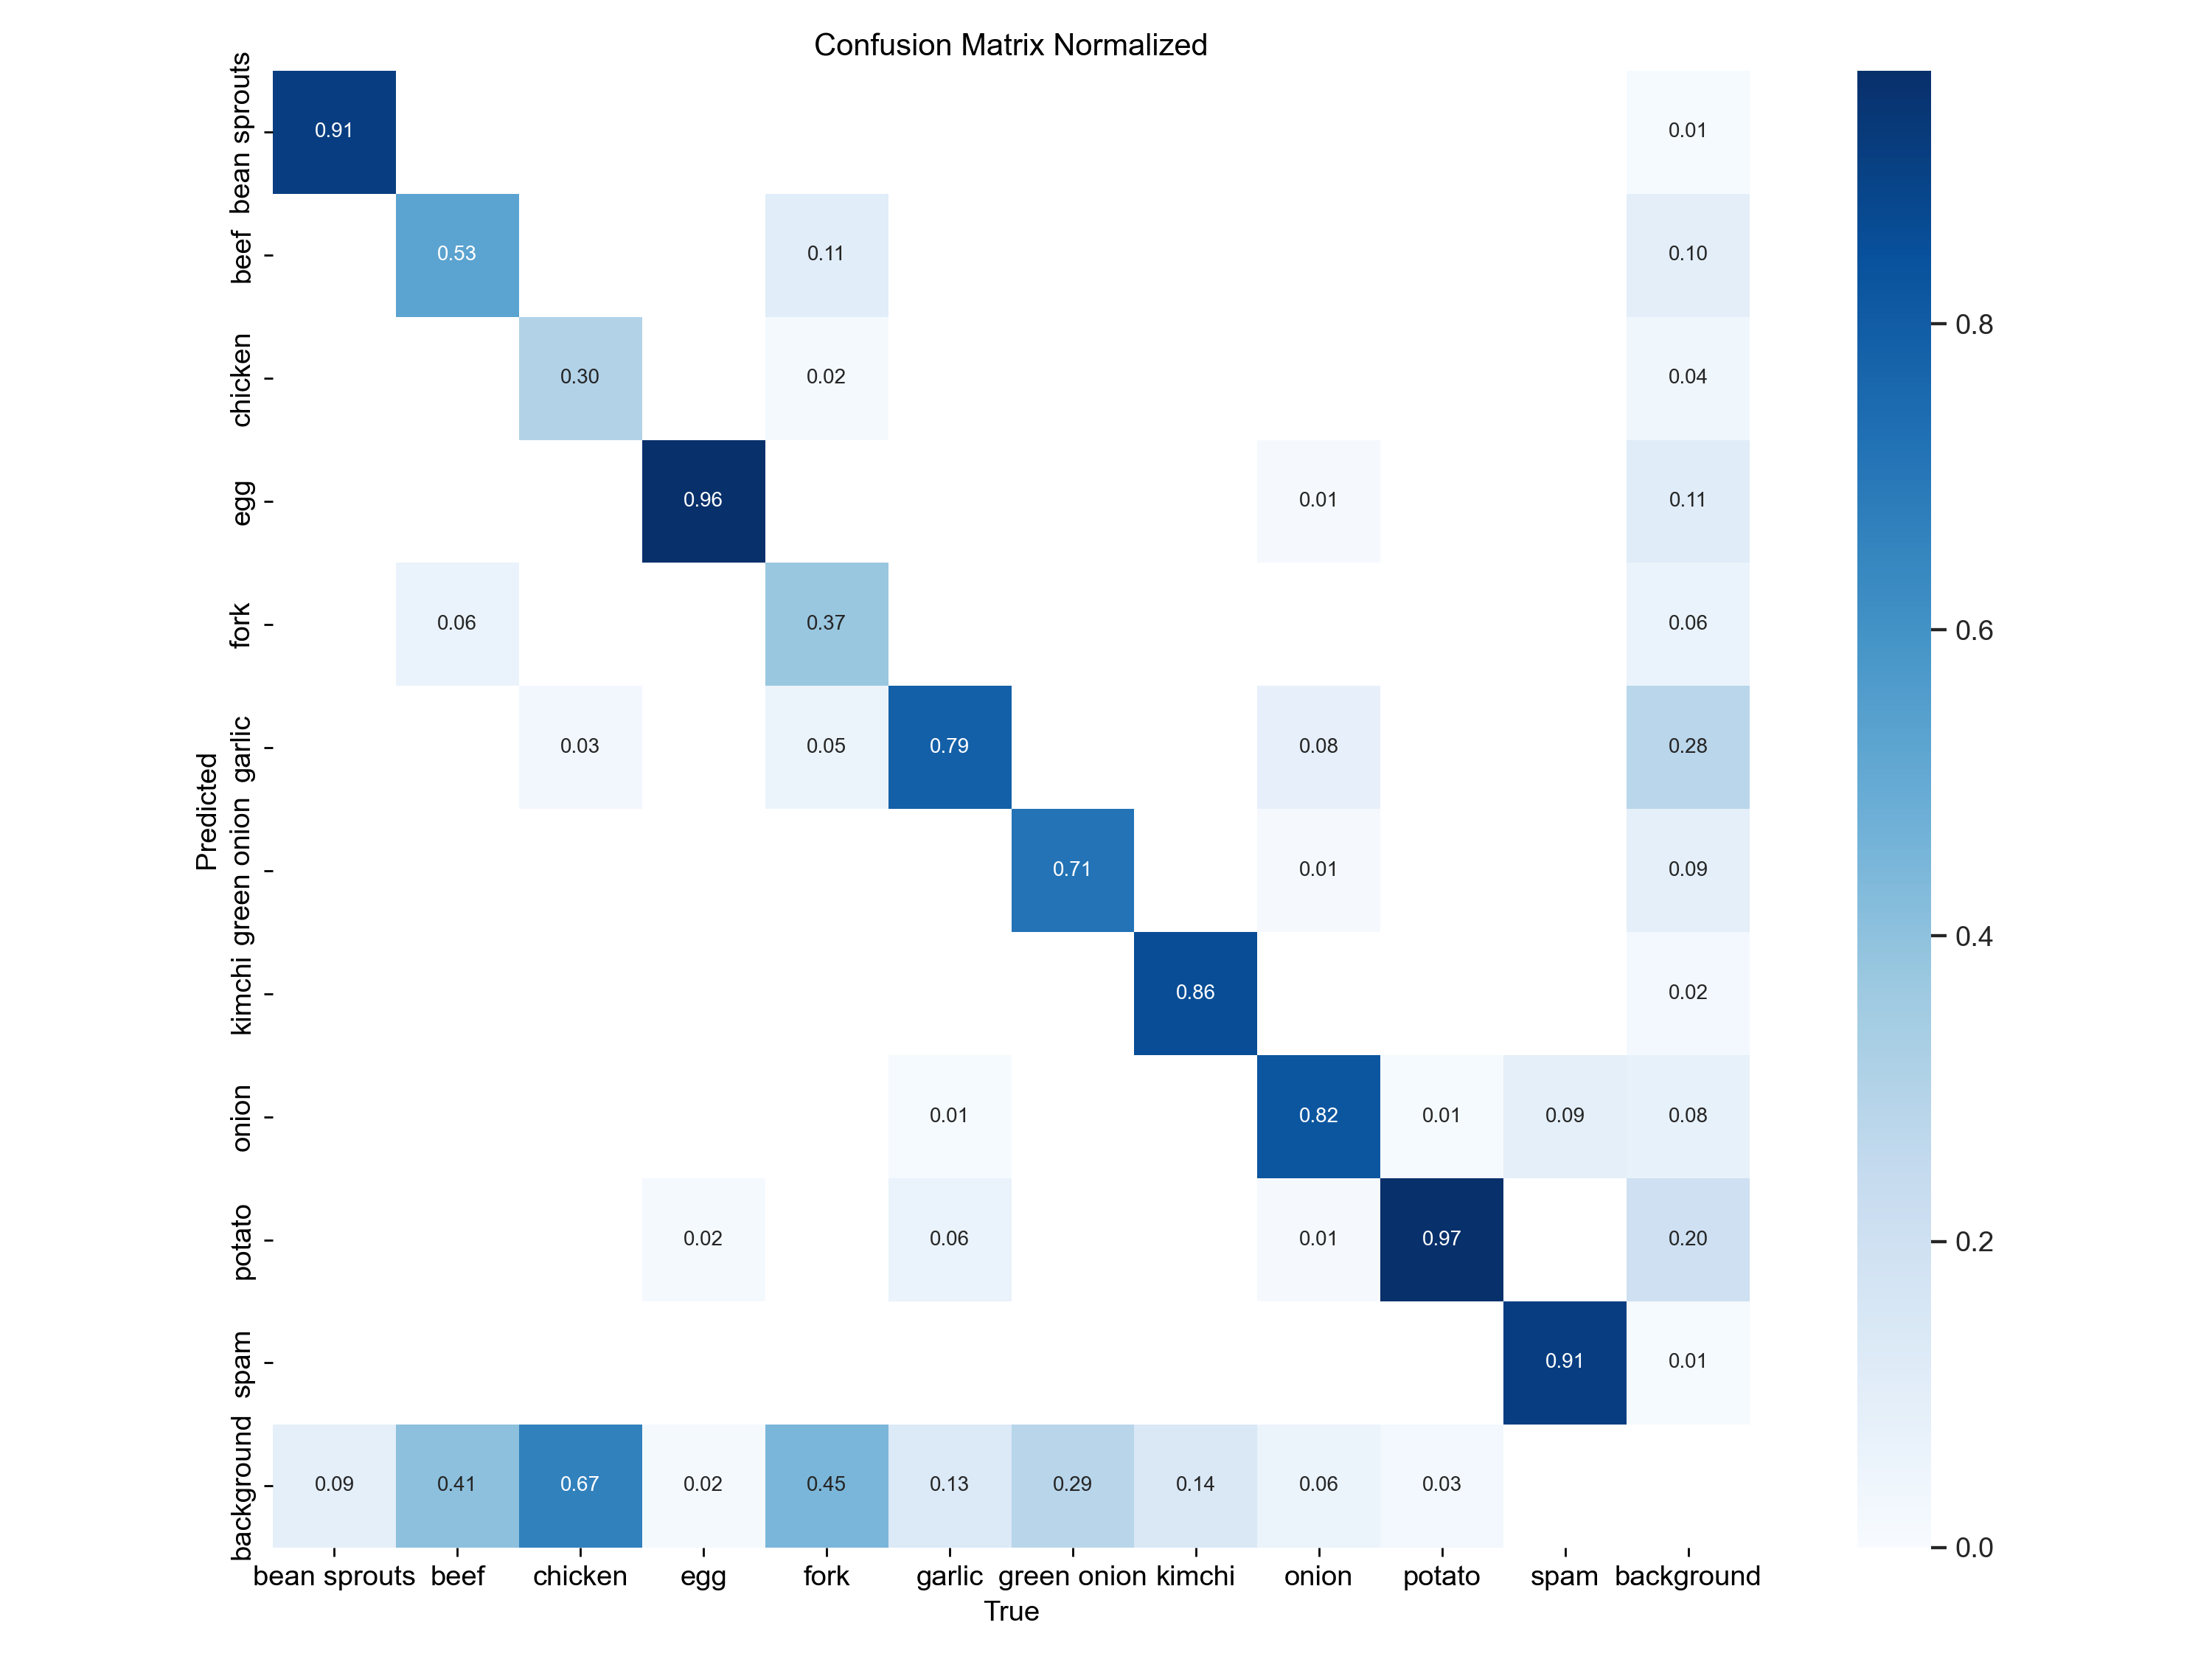 Confusion Matrix Normalized
bean sprouts
0.91
0.01
beef
0.53
0.11
0.10
chicken
0.30
0.02
0.04
egg
0.96
0.01
0.11
fork
0.06
0.37
0.06
garlic
0.03
0.05
0.79
0.08
0.28
green onion
0.71
0.01
0.09
kimchi
0.86
0.02
onion
0.01
0.82
0.01
0.09
0.08
potato
0.02
0.06
0.01
0.97
0.20
spam
0.91
0.01
background
0.09
0.41
0.67
0.02
0.45
0.13
0.29
0.14
0.06
0.03
Predicted
bean sprouts
beef
chicken
egg
fork
garlic
green onion
kimchi
onion
potato
spam
background
True
0.8
0.6
0.4
0.2
0.0